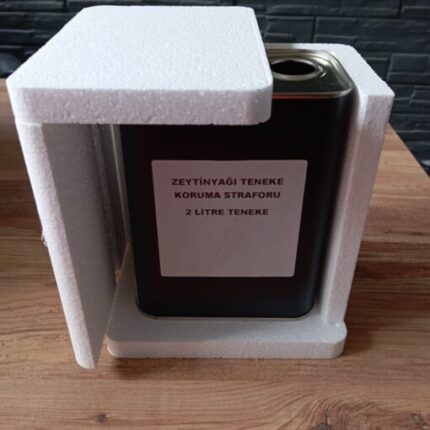 ZEYTİNYAĞI TENEKE
KORUMA STRAFORU
2 LİTRE TENEKE